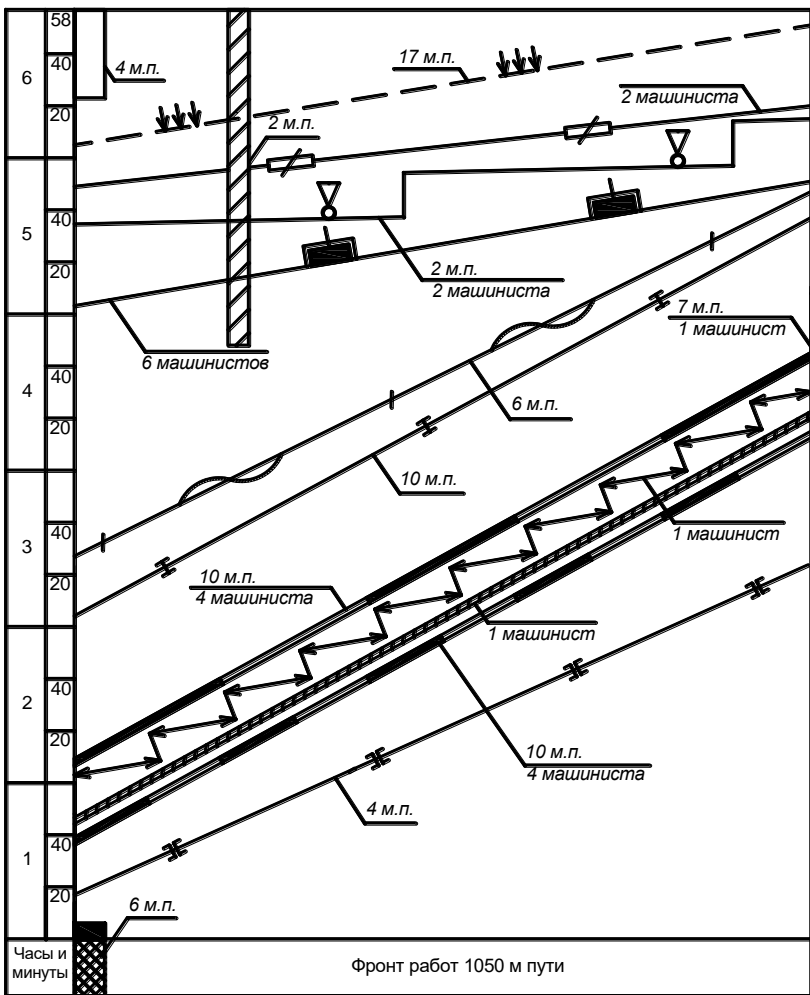 58
6
40
20
4 м.п.
17 м.п.
2 машиниста
2 м.п.
5
40
20
2 м.п.
2 машиниста
7 м.п.
1 машинист
6 машинистов
4
40
20
6 м.п.
10 м.п.
3
40
20
1 машинист
10 м.п.
4 машиниста
1 машинист
2
40
20
10 м.п.
4 машиниста
4 м.п.
1
40
20
6 м.п.
Часы и
минуты
Фронт работ 1050 м пути